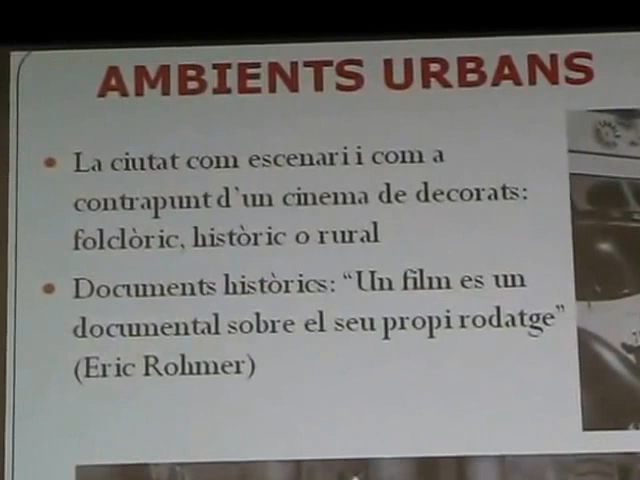 AMBIENTS URBANS
• La ciutat com escenari i com a
contrapunt d'un cinema de decorats:
folclòric, històric o rural
• Documents històrics: “Un film es un
documental sobre el seu propi rodatge”
(Eric Rohmer)